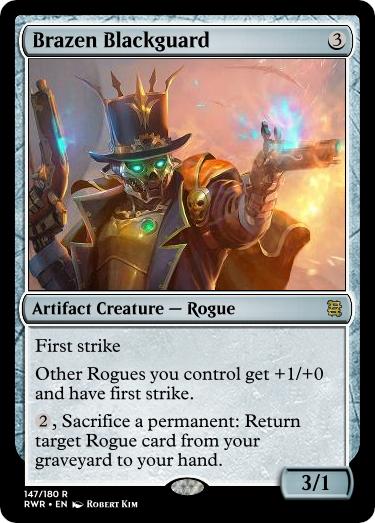 Brazen Blackguard 3
Artifact Creature — Rogue
First strike
Other Rogues you control get +1/+0
and have first strike.
2, Sacrifice a permanent: Return
target Rogue card from your
graveyard to your hand.
3/1
147/180 R
RWR • EN Robert Kim